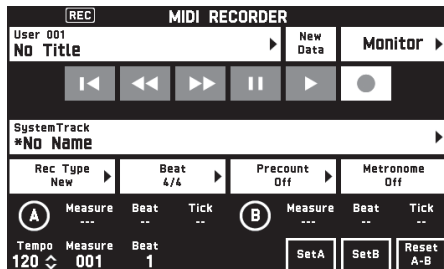 REC MIDI RECORDER
User 001
No Title
New
Data
Monitor
SystemTrack
*No Name
Rec Type
New
Beat
4/4
Precount
Off
Metronome
Off
A Measure Beat Tick B Measure Beat Tick
--- -- -- --- -- --
Tempo Measure Beat
120 001 1
SetA
SetB
Reset
A-B